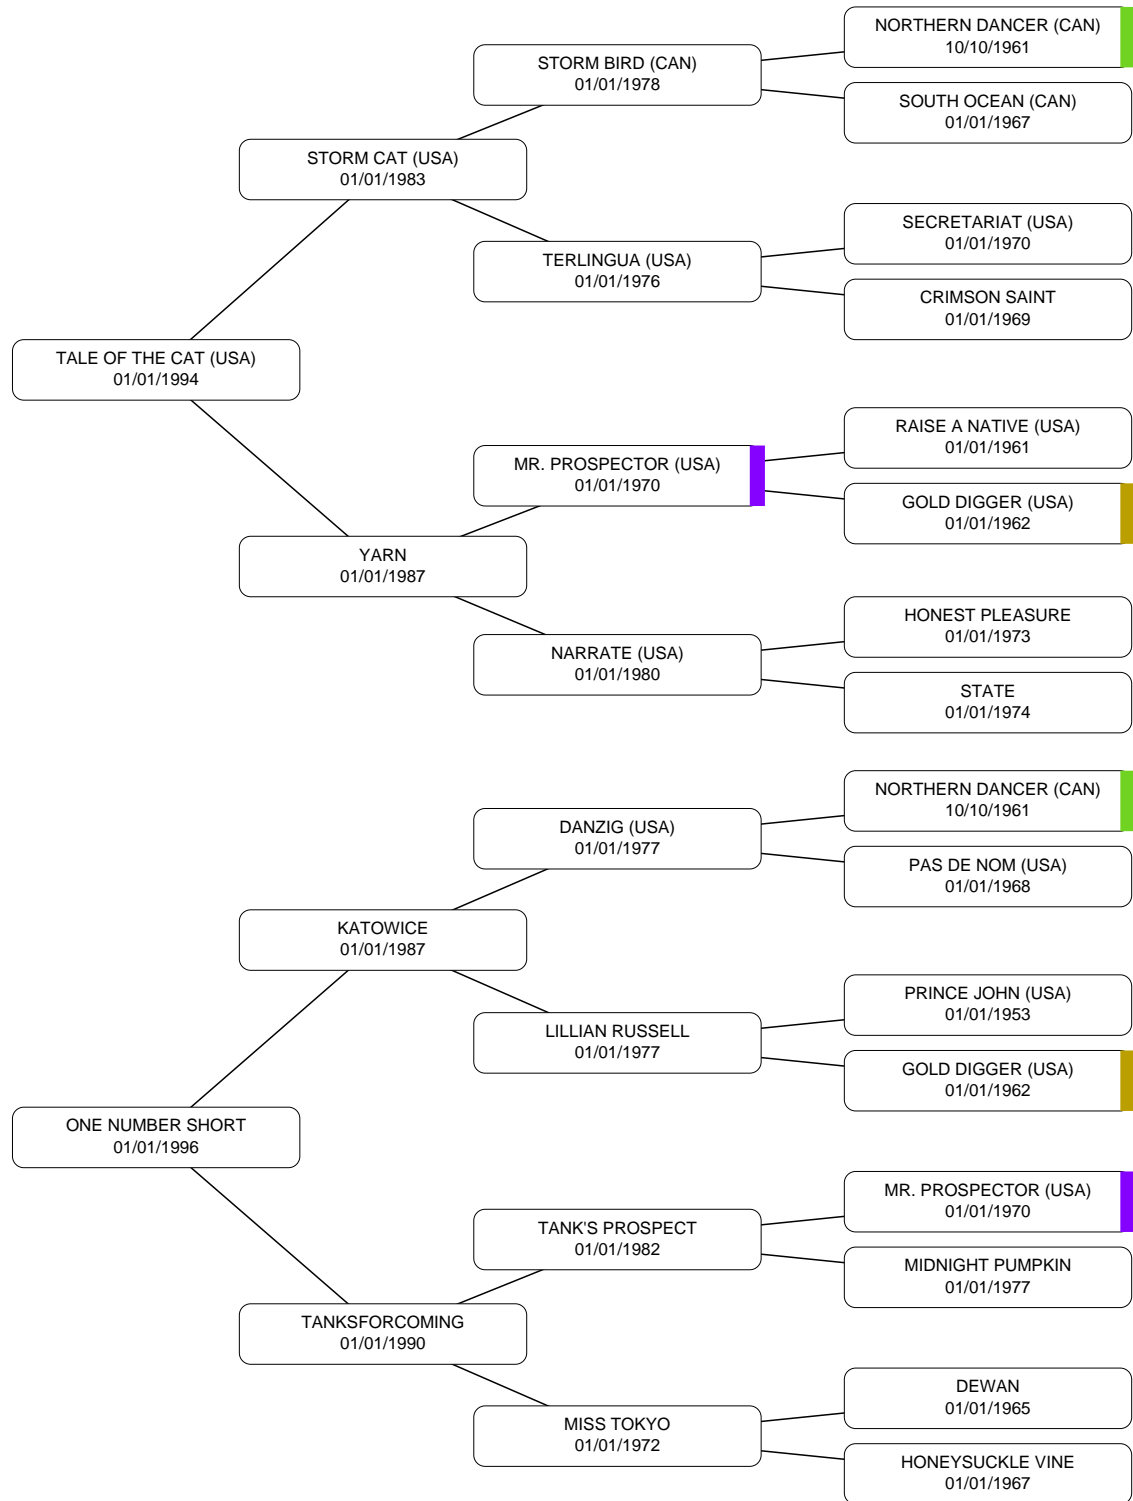 NORTHERN DANCER (CAN)
10/10/1961
STORM BIRD (CAN)
01/01/1978
SOUTH OCEAN (CAN)
01/01/1967
STORM CAT (USA)
01/01/1983
SECRETARIAT (USA)
01/01/1970
TERLINGUA (USA)
01/01/1976
CRIMSON SAINT
01/01/1969
TALE OF THE CAT (USA)
01/01/1994
RAISE A NATIVE (USA)
01/01/1961
MR. PROSPECTOR (USA)
01/01/1970
GOLD DIGGER (USA)
01/01/1962
YARN
01/01/1987
HONEST PLEASURE
01/01/1973
NARRATE (USA)
01/01/1980
STATE
01/01/1974
NORTHERN DANCER (CAN)
10/10/1961
DANZIG (USA)
01/01/1977
PAS DE NOM (USA)
01/01/1968
KATOWICE
01/01/1987
PRINCE JOHN (USA)
01/01/1953
LILLIAN RUSSELL
01/01/1977
GOLD DIGGER (USA)
01/01/1962
ONE NUMBER SHORT
01/01/1996
MR. PROSPECTOR (USA)
01/01/1970
TANK'S PROSPECT
01/01/1982
MIDNIGHT PUMPKIN
01/01/1977
TANKSFORCOMING
01/01/1990
DEWAN
01/01/1965
MISS TOKYO
01/01/1972
HONEYSUCKLE VINE
01/01/1967